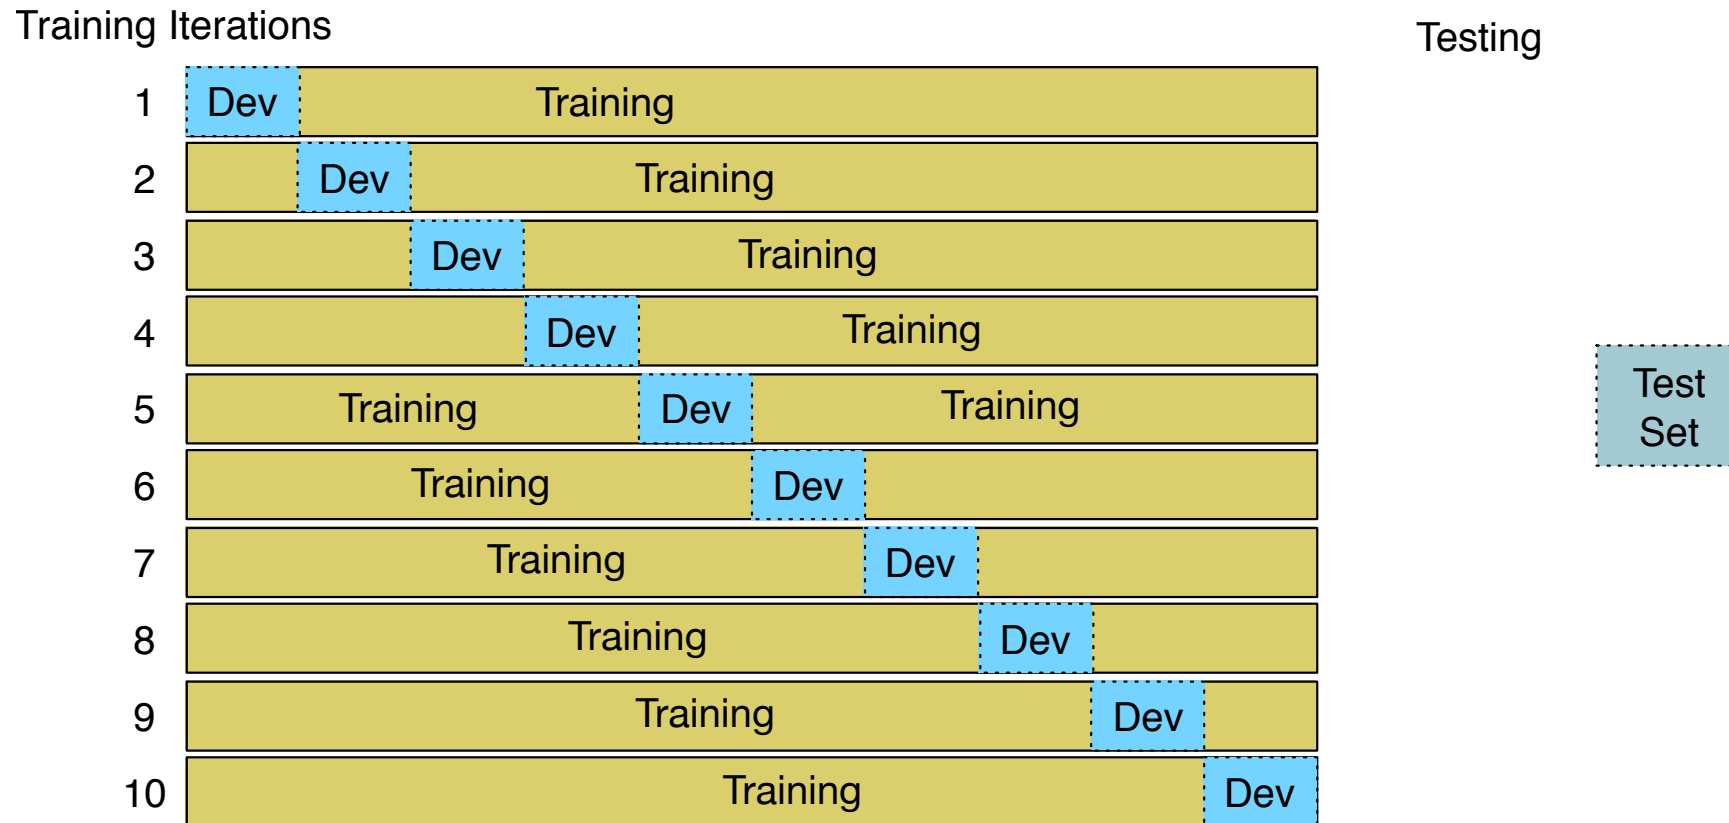 Training Iterations
Testing
1 Dev Training
2 Dev Training
3 Dev Training
4 Dev Training
5 Training Dev Training
6 Training Dev
7 Training Dev
8 Training Dev
9 Training Dev
10 Training Dev
Test
Set